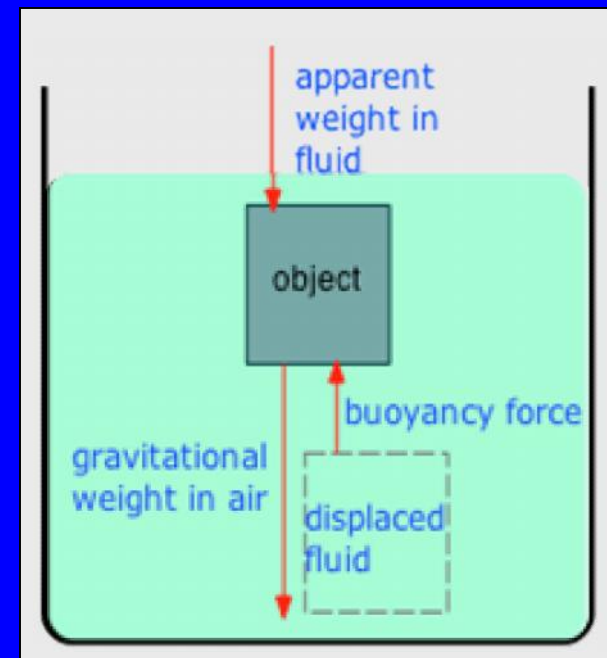 apparent
weight in
fluid
object
buoyancy force
gravitational
weight in air
displaced
fluid